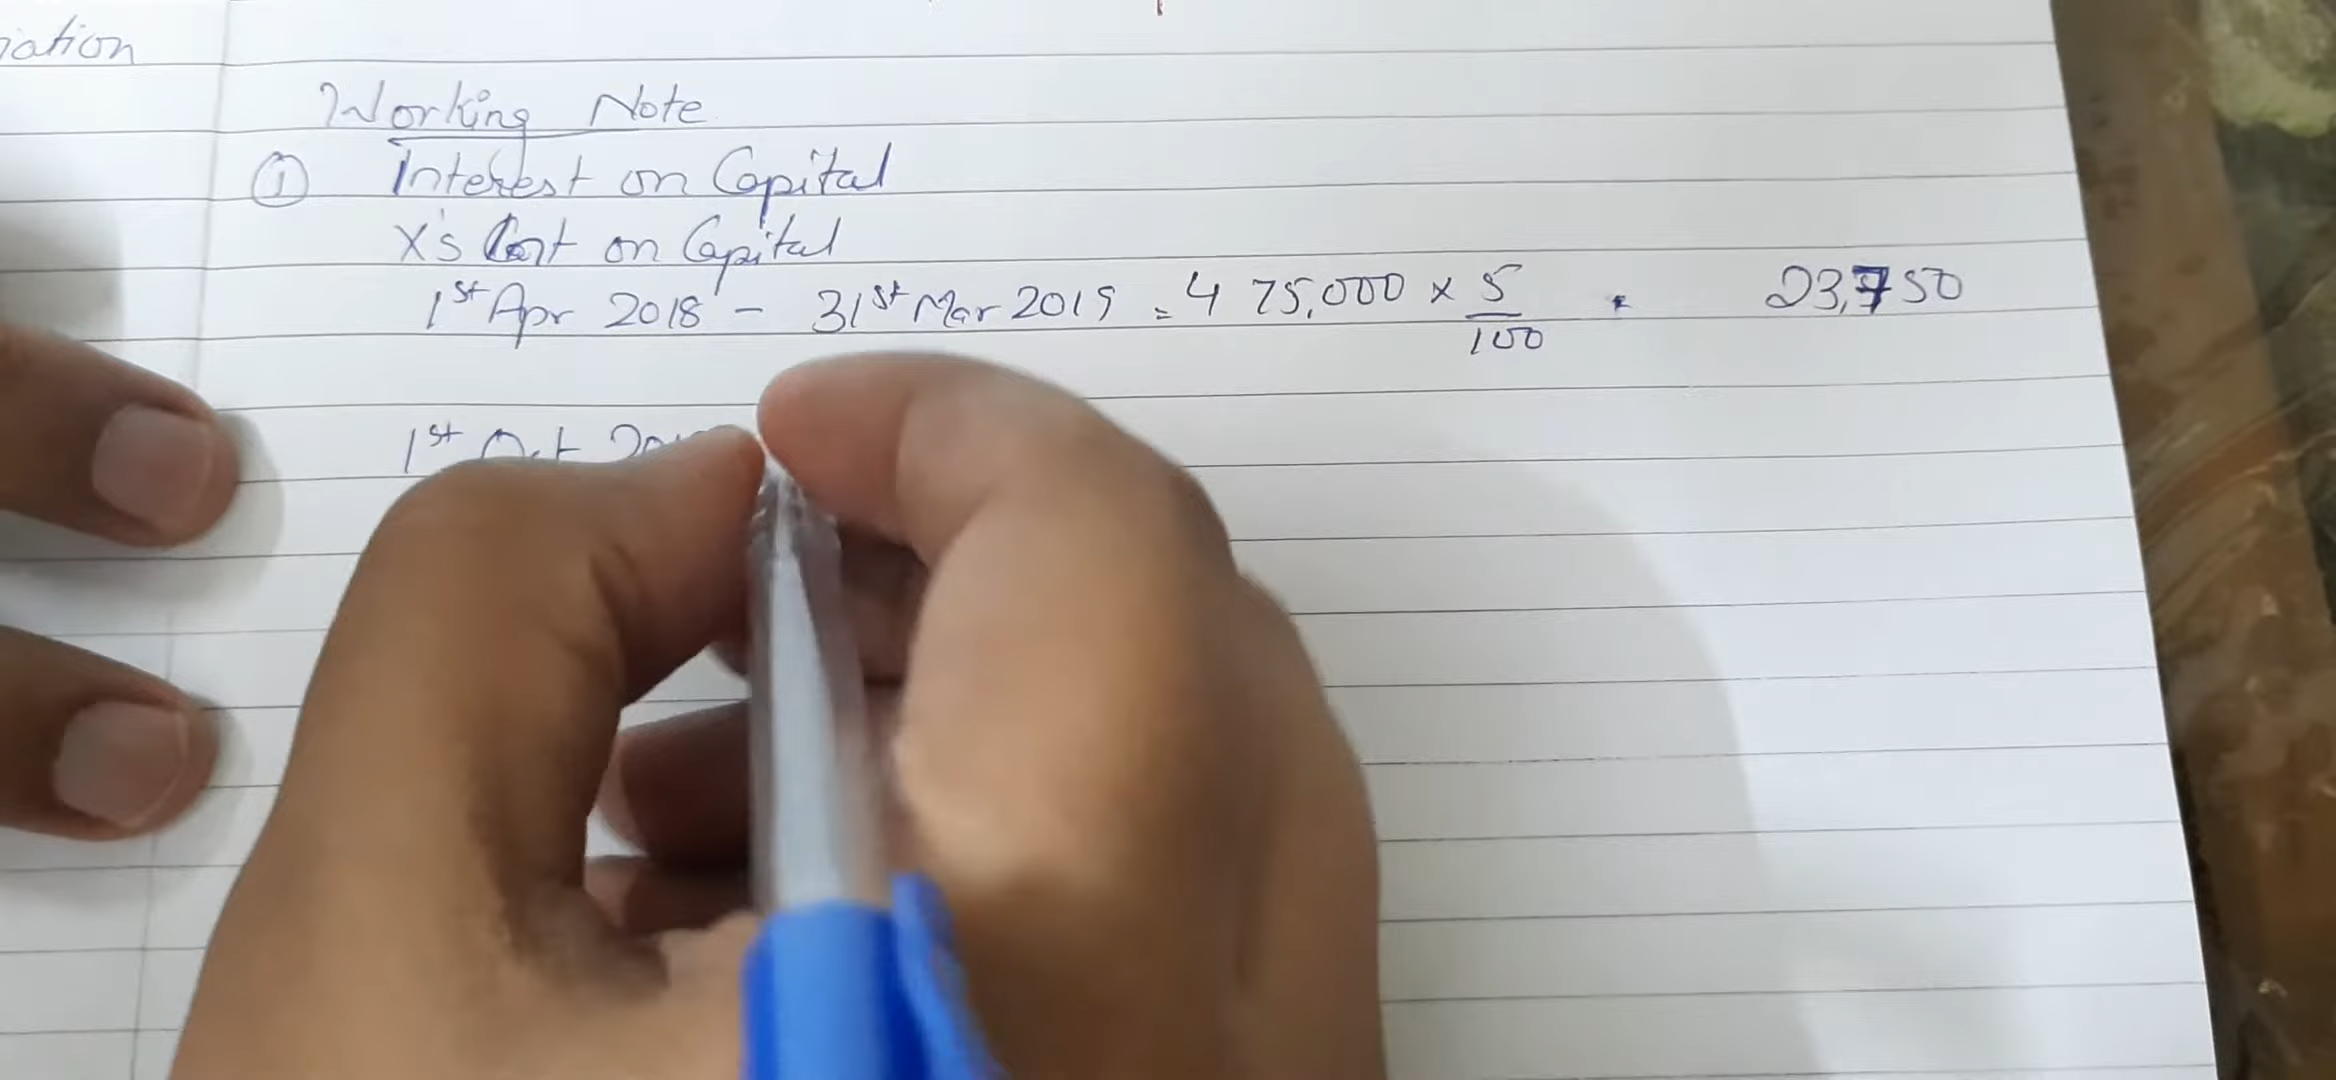 iation
Working Note
① Interest on Capital
X's Int on Capital
1st Apr 2018 - 31st Mar 2019 = 4 75,000 x 5/100 = 23,750
1st Oct